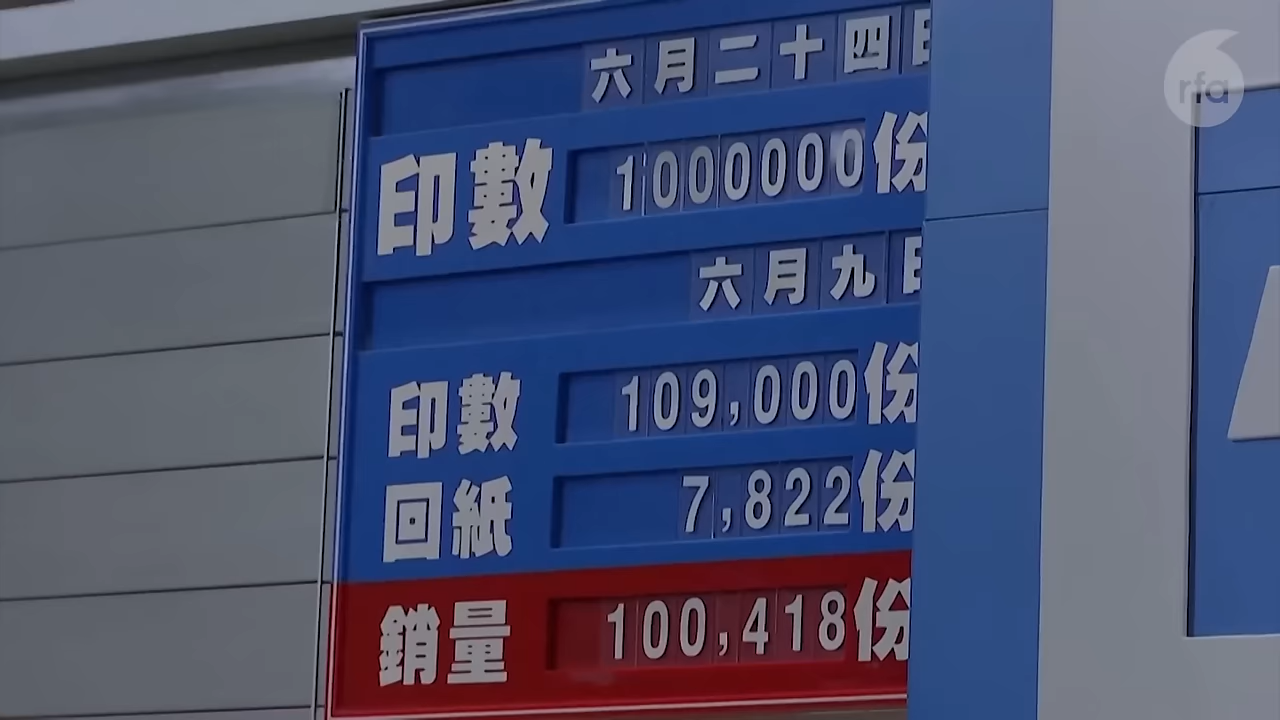 rfa
六月二十四日
印數 1000000份
六月九日
印數 109,000份
回紙 7,822份
銷量 100,418份